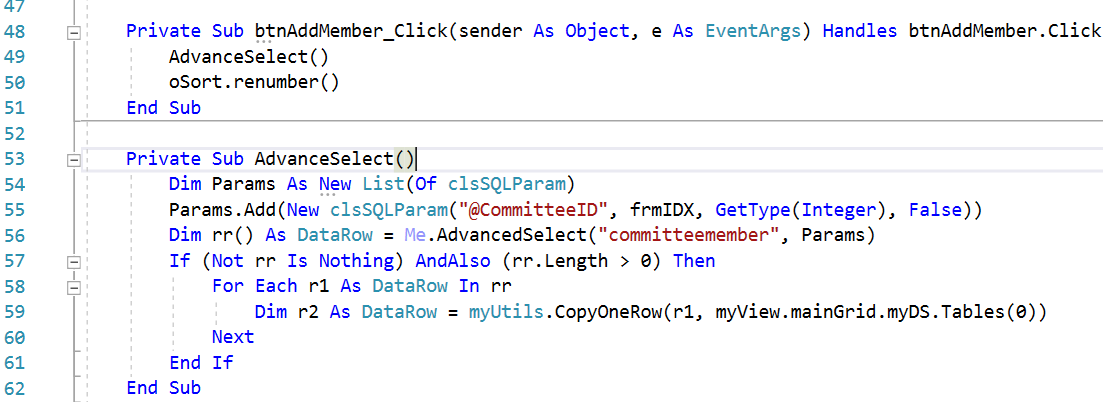 47
48 Private Sub btnAddMember_Click(sender As Object, e As EventArgs) Handles btnAddMember.Click
49 AdvanceSelect()
50 oSort.renumber()
51 End Sub
52
53 Private Sub AdvanceSelect()
54 Dim Params As New List(Of clsSQLParam)
55 Params.Add(New clsSQLParam("@CommitteeID", frmIDX, GetType(Integer), False))
56 Dim rr() As DataRow = Me.AdvancedSelect("committeemember", Params)
57 If (Not rr Is Nothing) AndAlso (rr.Length > 0) Then
58 For Each r1 As DataRow In rr
59 Dim r2 As DataRow = myUtils.CopyOneRow(r1, myView.mainGrid.myDS.Tables(0))
60 Next
61 End If
62 End Sub